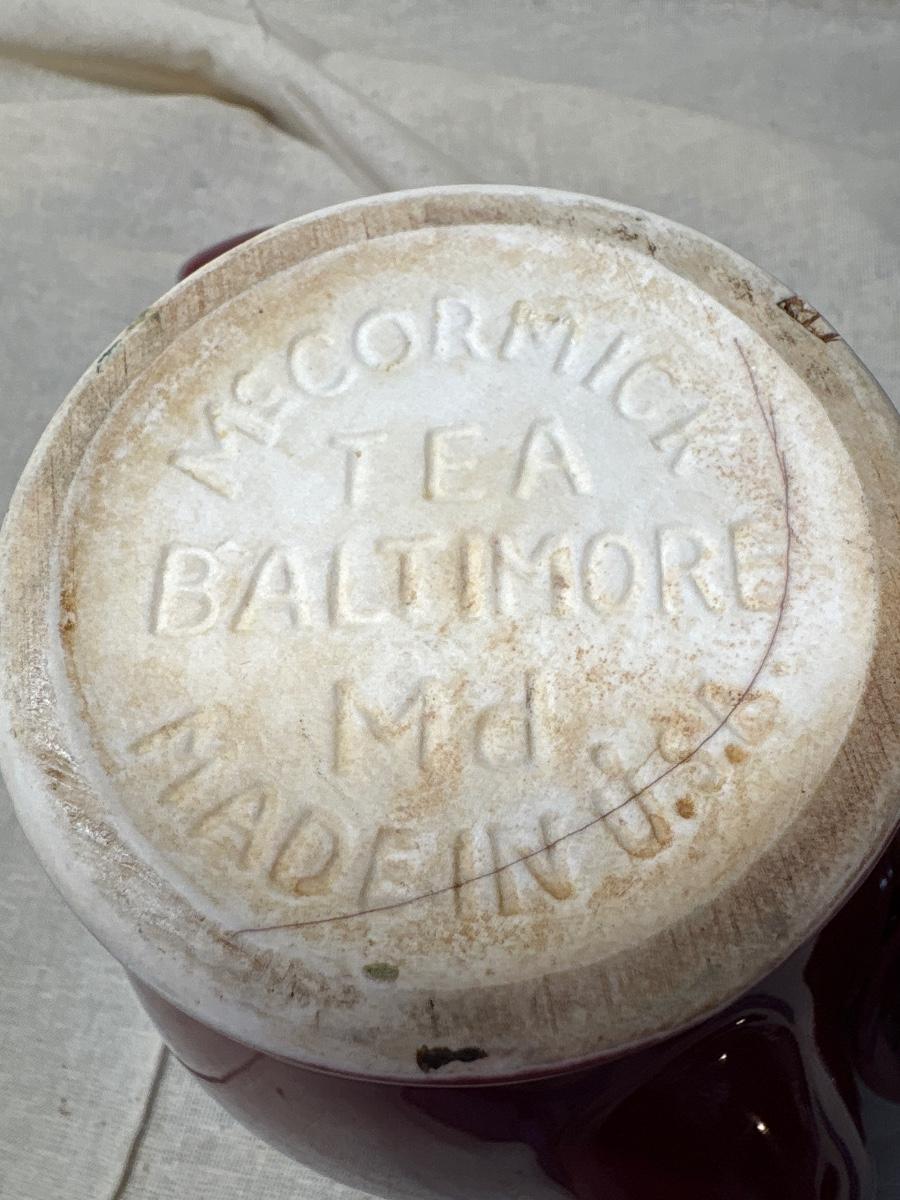 McCORMICK
TEA
BALTIMORE
Md
MADE IN U.S.A.